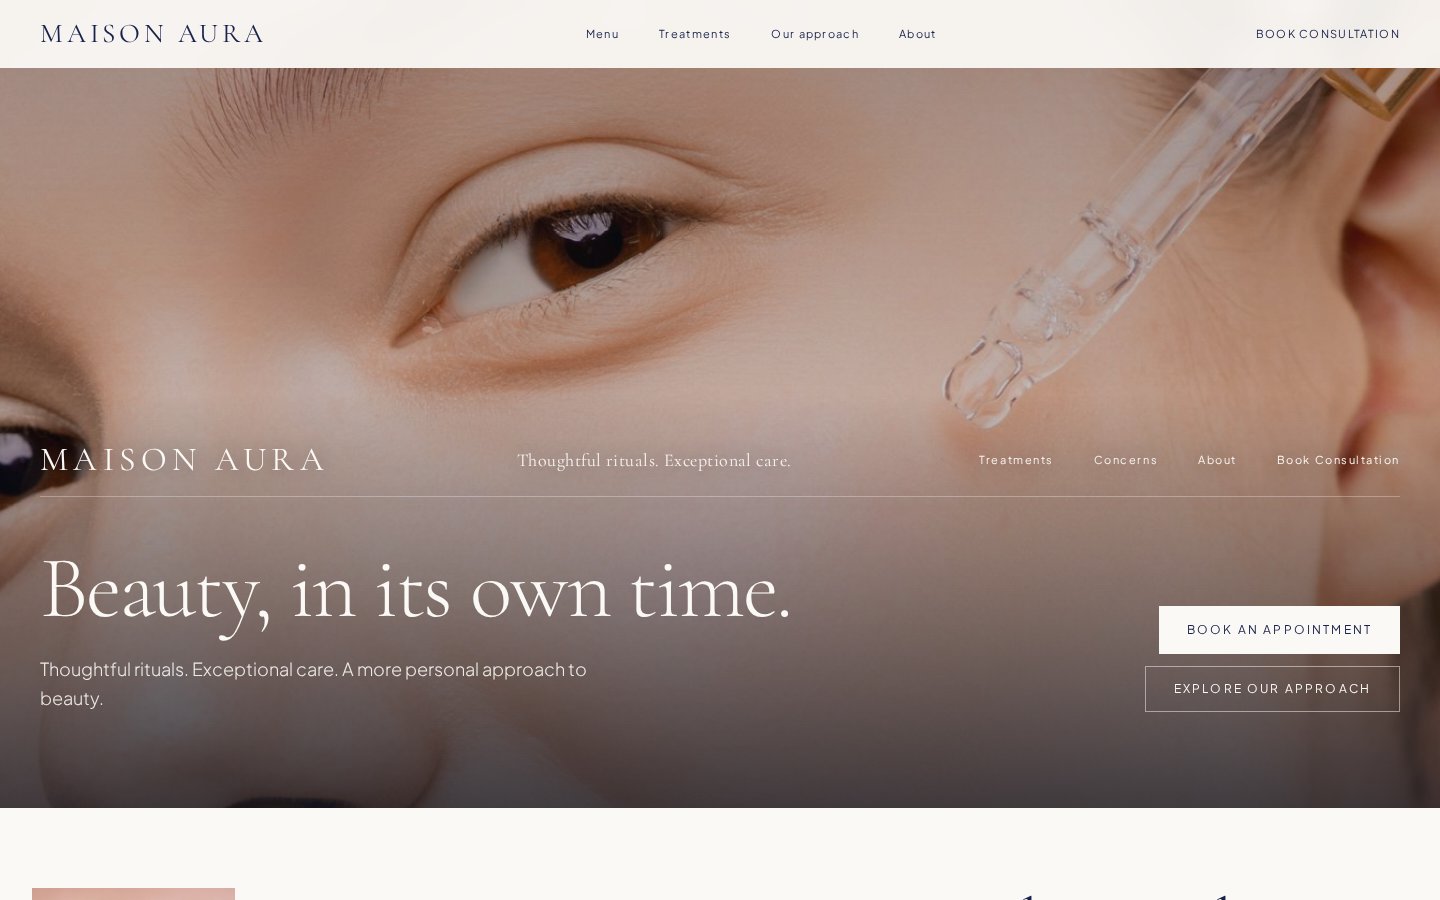 MAISON AURA
Menu
Treatments
Our approach
About
BOOK CONSULTATION
MAISON AURA
Thoughtful rituals. Exceptional care.
Treatments
Concerns
About
Book Consultation
Beauty, in its own time.
Thoughtful rituals. Exceptional care. A more personal approach to
beauty.
BOOK AN APPOINTMENT
EXPLORE OUR APPROACH